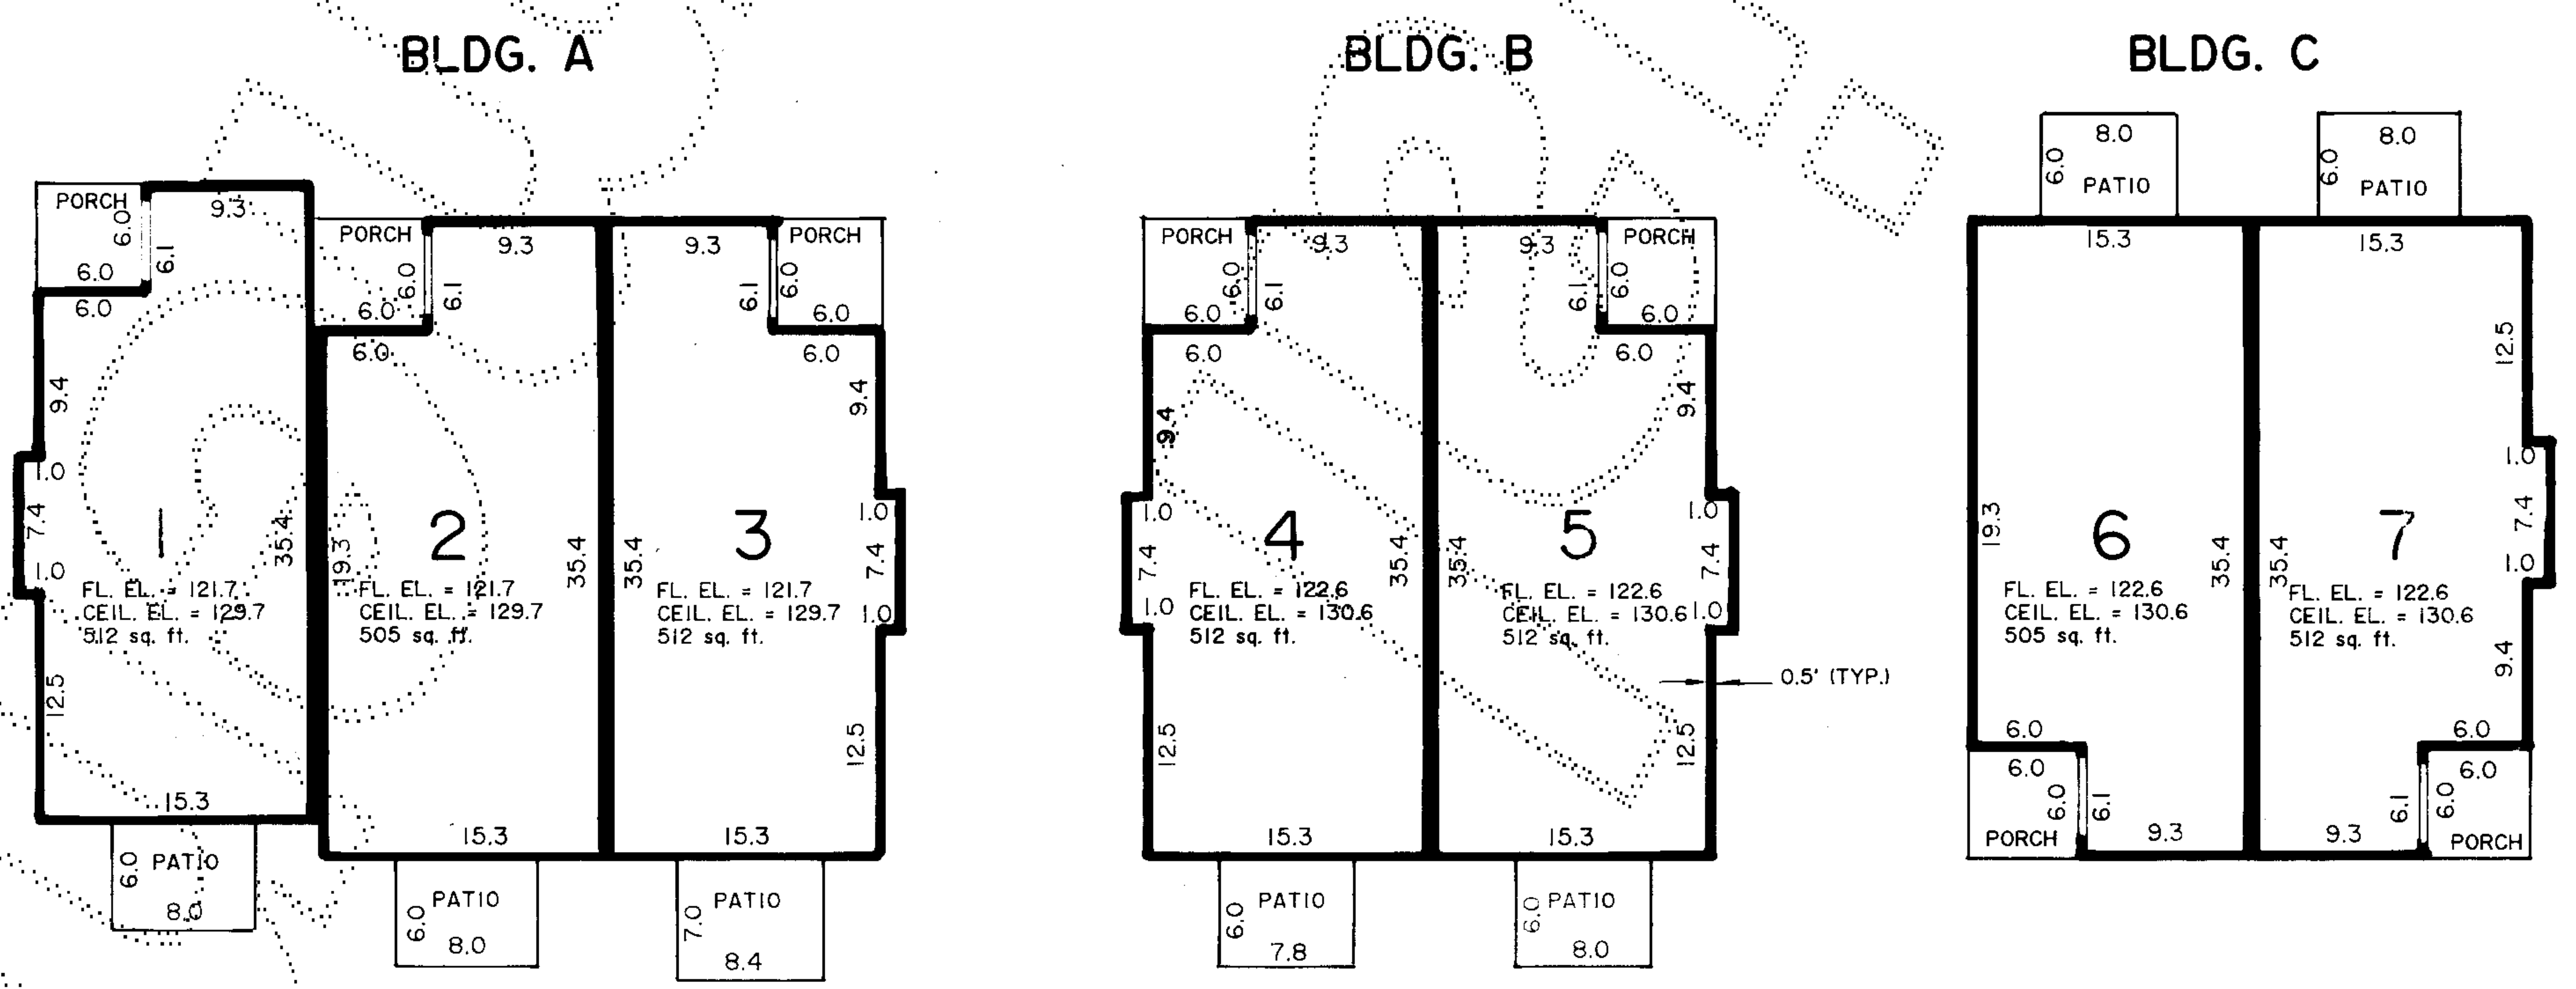 BLDG. A
PORCH
6.0
6.0
6.0
6.1
9.3
9.4
1.0
7.4
1.0
35.4
1
FL. EL. = 121.7
CEIL. EL. = 129.7
512 sq. ft.
12.5
15.3
6.0
PATIO
8.0
PORCH
6.0
6.0
6.0
6.1
9.3
19.3
35.4
2
FL. EL. = 121.7
CEIL. EL. = 129.7
505 sq. ft.
15.3
6.0
PATIO
8.0
9.3
PORCH
6.1
6.0
6.0
6.0
9.4
1.0
7.4
1.0
35.4
3
FL. EL. = 121.7
CEIL. EL. = 129.7
512 sq. ft.
12.5
15.3
7.0
PATIO
8.4
BLDG. B
PORCH
6.0
6.0
6.0
6.1
9.3
9.4
1.0
7.4
1.0
35.4
4
FL. EL. = 122.6
CEIL. EL. = 130.6
512 sq. ft.
12.5
15.3
6.0
PATIO
7.8
9.3
PORCH
6.1
6.0
6.0
6.0
9.4
1.0
7.4
1.0
35.4
5
FL. EL. = 122.6
CEIL. EL. = 130.6
512 sq. ft.
0.5' (TYP.)
12.5
15.3
6.0
PATIO
8.0
BLDG. C
8.0
6.0
PATIO
15.3
19.3
35.4
6
FL. EL. = 122.6
CEIL. EL. = 130.6
505 sq. ft.
6.0
6.0
6.0
6.1
PORCH
9.3
8.0
6.0
PATIO
15.3
12.5
1.0
7.4
1.0
35.4
7
FL. EL. = 122.6
CEIL. EL. = 130.6
512 sq. ft.
9.4
6.0
6.0
6.0
6.1
9.3
PORCH